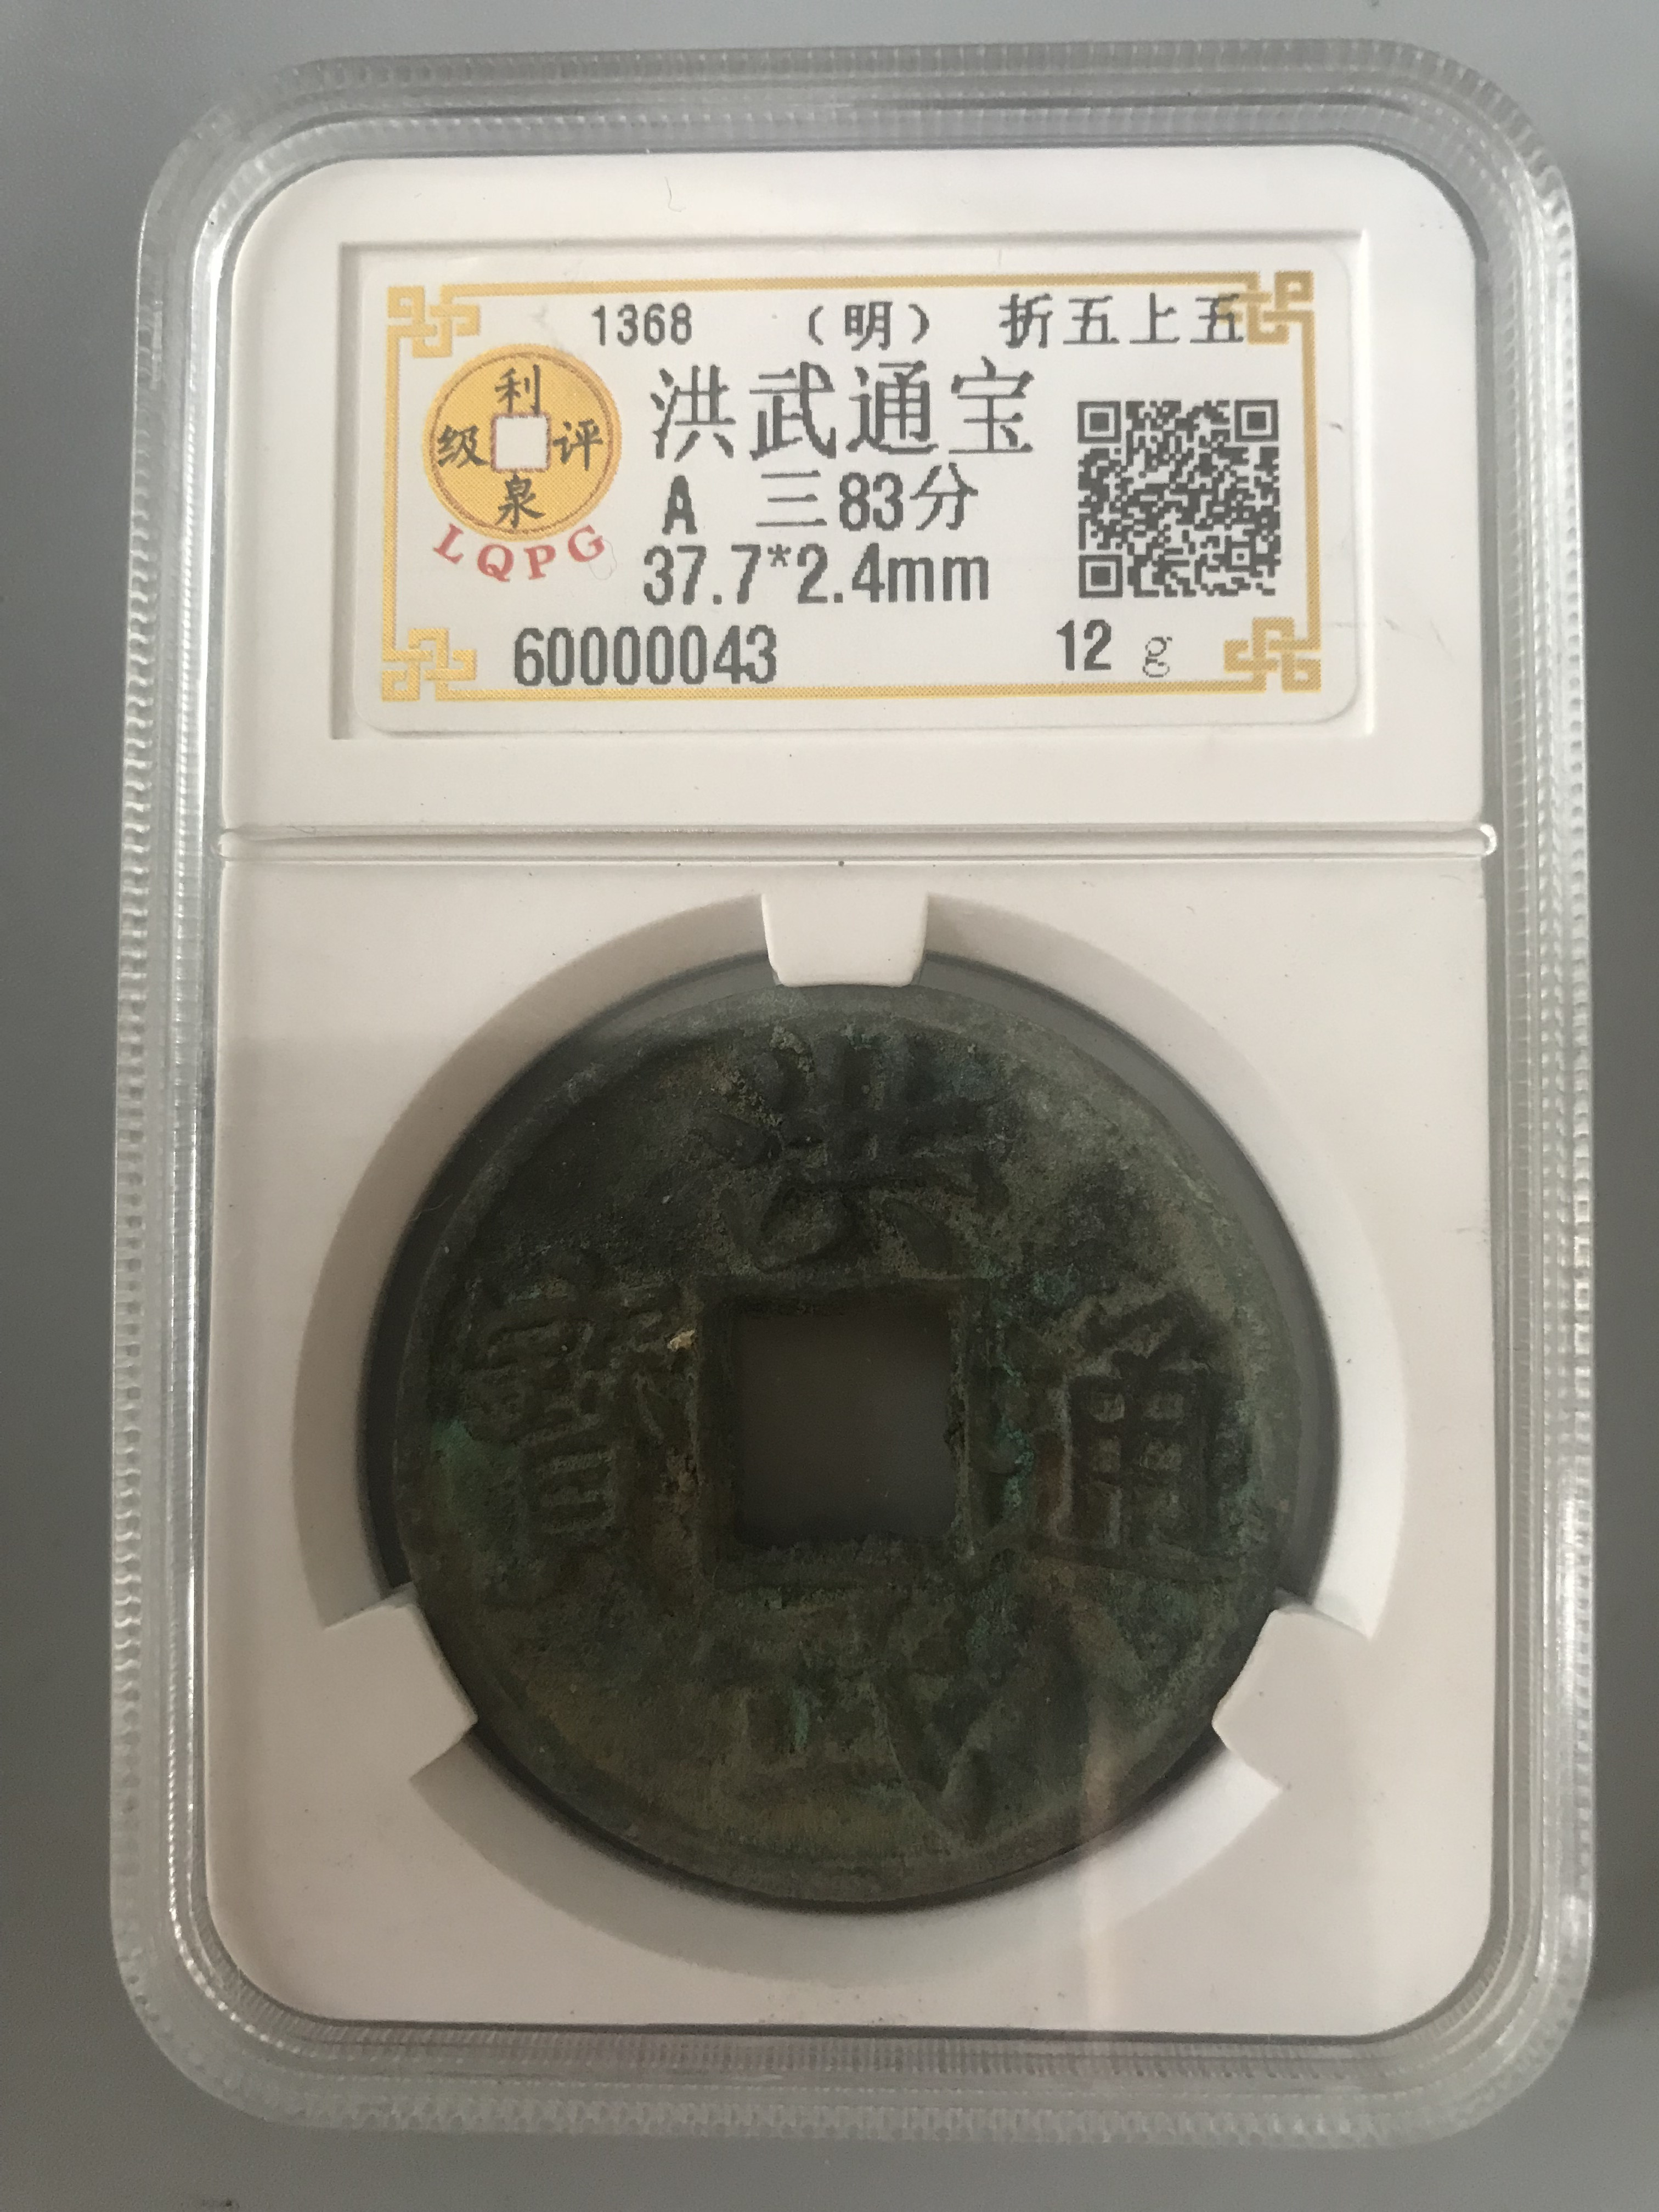 1368 （明） 折五上五
利泉评级
LQPG
洪武通宝
A 三83分
37.7*2.4mm
60000043 12 g
洪武通寶